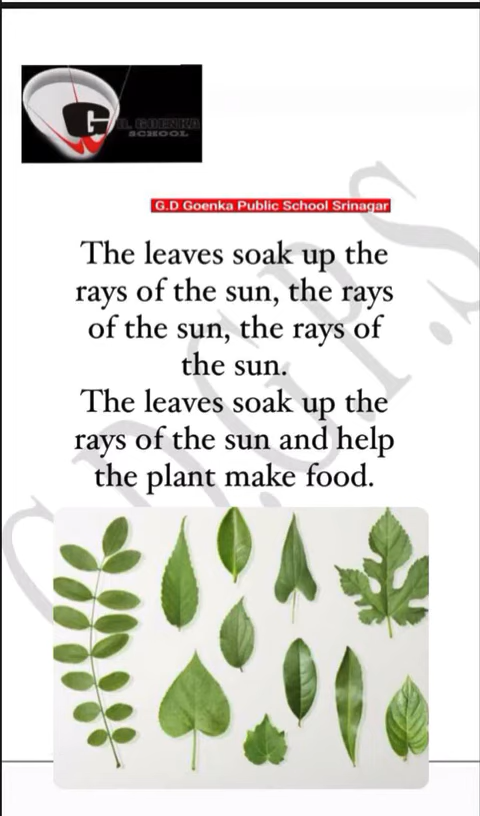 G.D. GOENKA
SCHOOL
G.D Goenka Public School Srinagar
The leaves soak up the
rays of the sun, the rays
of the sun, the rays of
the sun.
The leaves soak up the
rays of the sun and help
the plant make food.
G.D.G.P.S